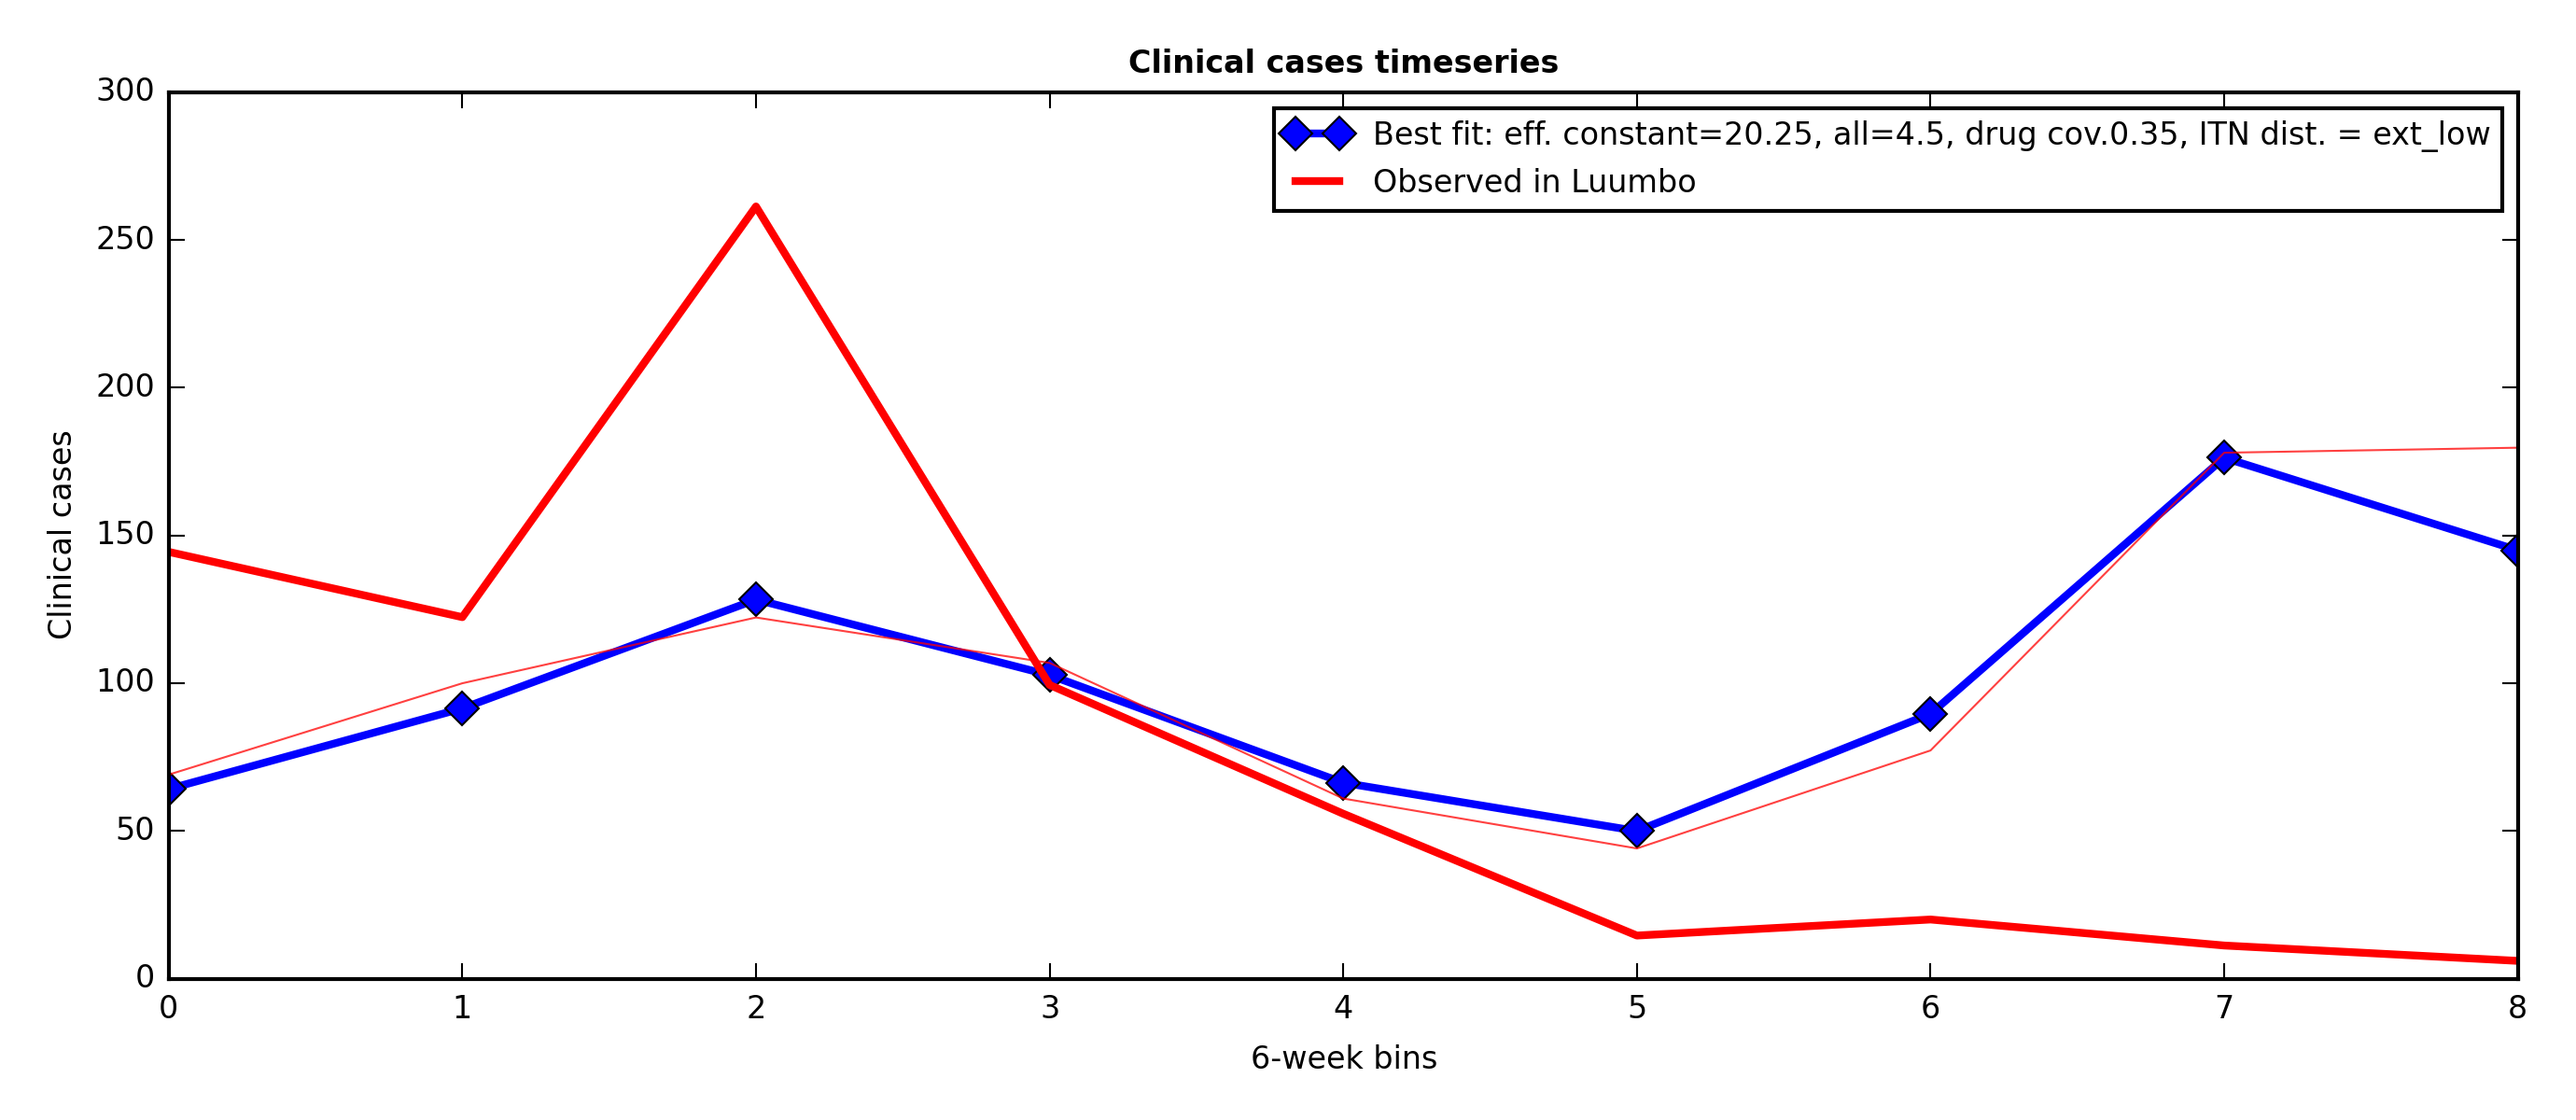 Clinical cases timeseries
300
250
200
150
100
50
0
Clinical cases
Best fit: eff. constant=20.25, all=4.5, drug cov.0.35, ITN dist. = ext_low
Observed in Luumbo
0 1 2 3 4 5 6 7 8
6-week bins